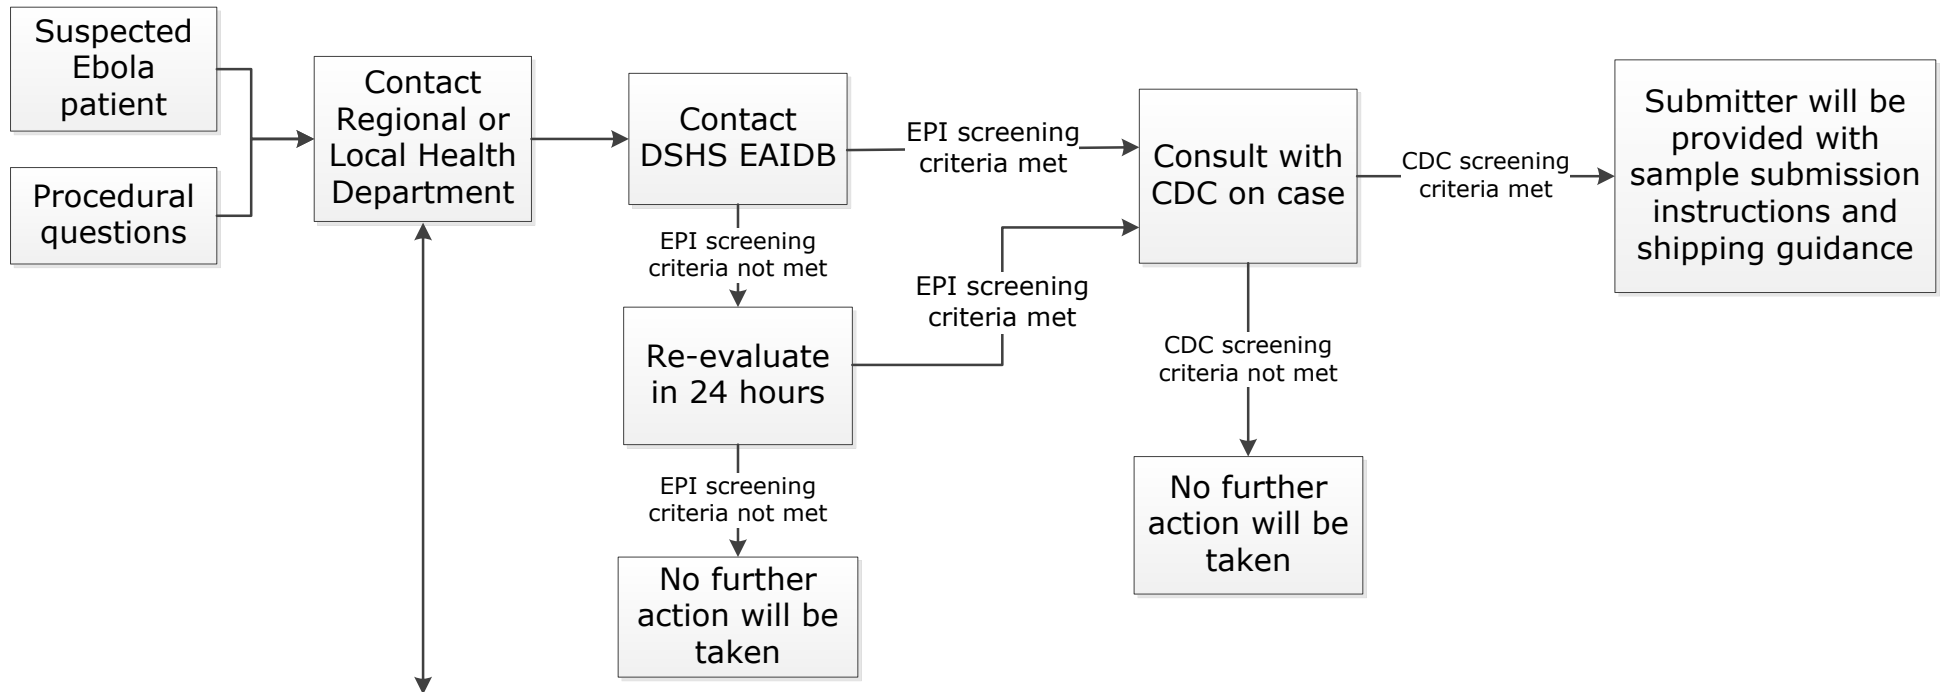 Suspected
Ebola
patient
Procedural
questions
Contact
Regional or
Local Health
Department
Contact
DSHS EAIDB
EPI screening
criteria met
EPI screening
criteria not met
Re-evaluate
in 24 hours
EPI screening
criteria met
EPI screening
criteria not met
No further
action will be
taken
Consult with
CDC on case
CDC screening
criteria met
CDC screening
criteria not met
No further
action will be
taken
Submitter will be
provided with
sample submission
instructions and
shipping guidance